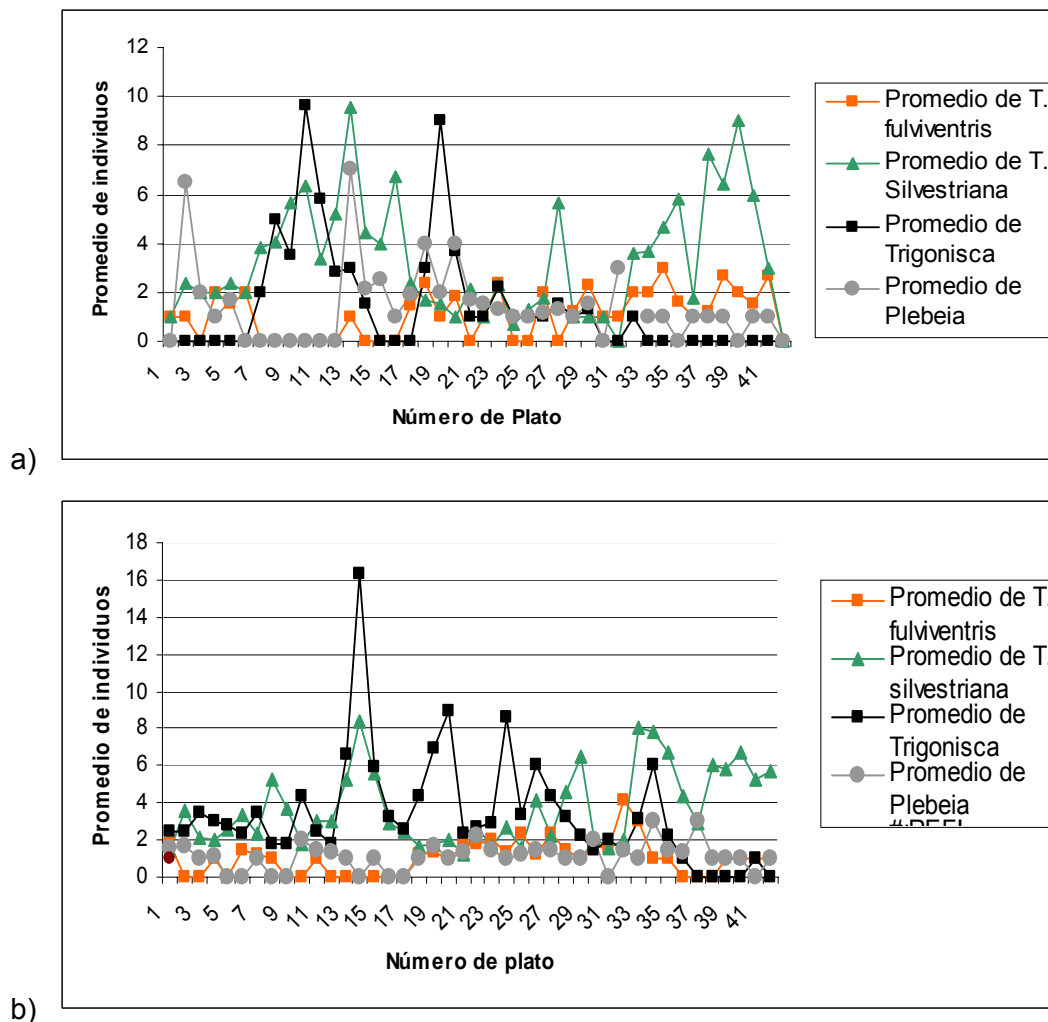 12
10
8
6
4
2
0
Promedio de individuos
1
3
5
7
9
11
13
15
17
19
21
23
25
27
29
31
33
35
37
39
41
Número de Plato
Promedio de T.
fulviventris
Promedio de T.
Silvestriana
Promedio de
Trigonisca
Promedio de
Plebeia
a)
18
16
14
12
10
8
6
4
2
0
Promedio de individuos
1
3
5
7
9
11
13
15
17
19
21
23
25
27
29
31
33
35
37
39
41
Número de plato
Promedio de T.
fulviventris
Promedio de T.
silvestriana
Promedio de
Trigonisca
Promedio de
Plebeia
b)